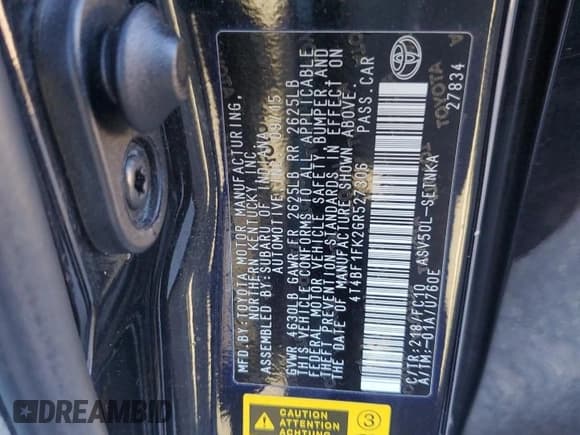 MFD.BY:TOYOTA MOTOR MANUFACTURING,
NORTHERN KENTUCKY, INC.
ASSEMBLED BY:SUBARU OF INDIANA
AUTOMOTIVE, INC. 09/15
GVWR 4630LB GAWR FR 2625LB RR 2625LB
THIS VEHICLE CONFORMS TO ALL APPLICABLE
FEDERAL MOTOR VEHICLE SAFETY, BUMPER, AND
THEFT PREVENTION STANDARDS IN EFFECT ON
THE DATE OF MANUFACTURE SHOWN ABOVE.
4T4BF1FK2GR527306 PASS.CAR
C/TR:218/FC10 ASV50L-SETNKA
A/TM:-01A/U760E
TOYOTA
27834
CAUTION
ATTENTION
ACHTUNG
3
DREAMBID